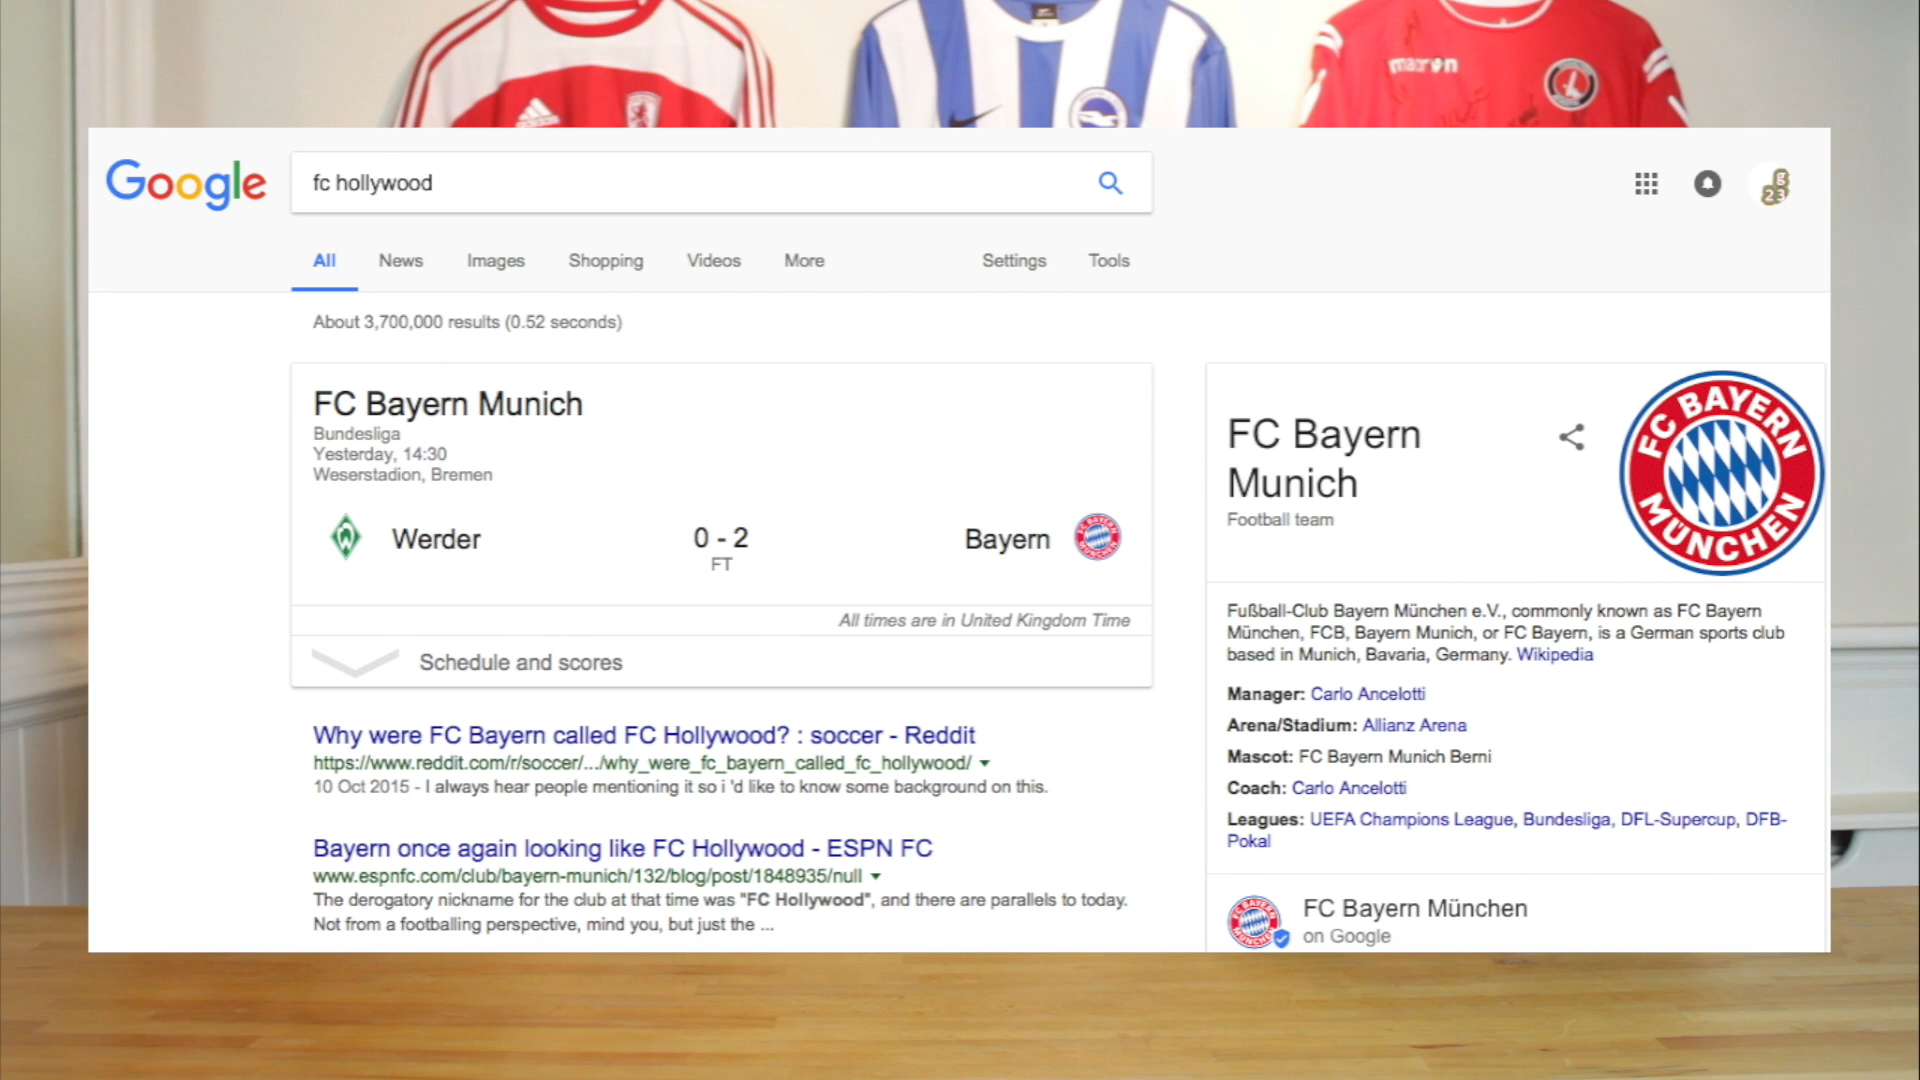 macron
Google
fc hollywood
g
23
All News Images Shopping Videos More Settings Tools
About 3,700,000 results (0.52 seconds)
FC Bayern Munich
Bundesliga
Yesterday, 14:30
Weserstadion, Bremen
Werder 0 - 2 Bayern
FT
All times are in United Kingdom Time
Schedule and scores
Why were FC Bayern called FC Hollywood? : soccer - Reddit
https://www.reddit.com/r/soccer/.../why_were_fc_bayern_called_fc_hollywood/
10 Oct 2015 - I always hear people mentioning it so i 'd like to know some background on this.
Bayern once again looking like FC Hollywood - ESPN FC
www.espnfc.com/club/bayern-munich/132/blog/post/1848935/null
The derogatory nickname for the club at that time was "FC Hollywood", and there are parallels to today.
Not from a footballing perspective, mind you, but just the ...
FC Bayern
Munich
Football team
FC BAYERN
MÜNCHEN
Fußball-Club Bayern München e.V., commonly known as FC Bayern
München, FCB, Bayern Munich, or FC Bayern, is a German sports club
based in Munich, Bavaria, Germany. Wikipedia
Manager: Carlo Ancelotti
Arena/Stadium: Allianz Arena
Mascot: FC Bayern Munich Berni
Coach: Carlo Ancelotti
Leagues: UEFA Champions League, Bundesliga, DFL-Supercup, DFB-
Pokal
FC Bayern München
on Google